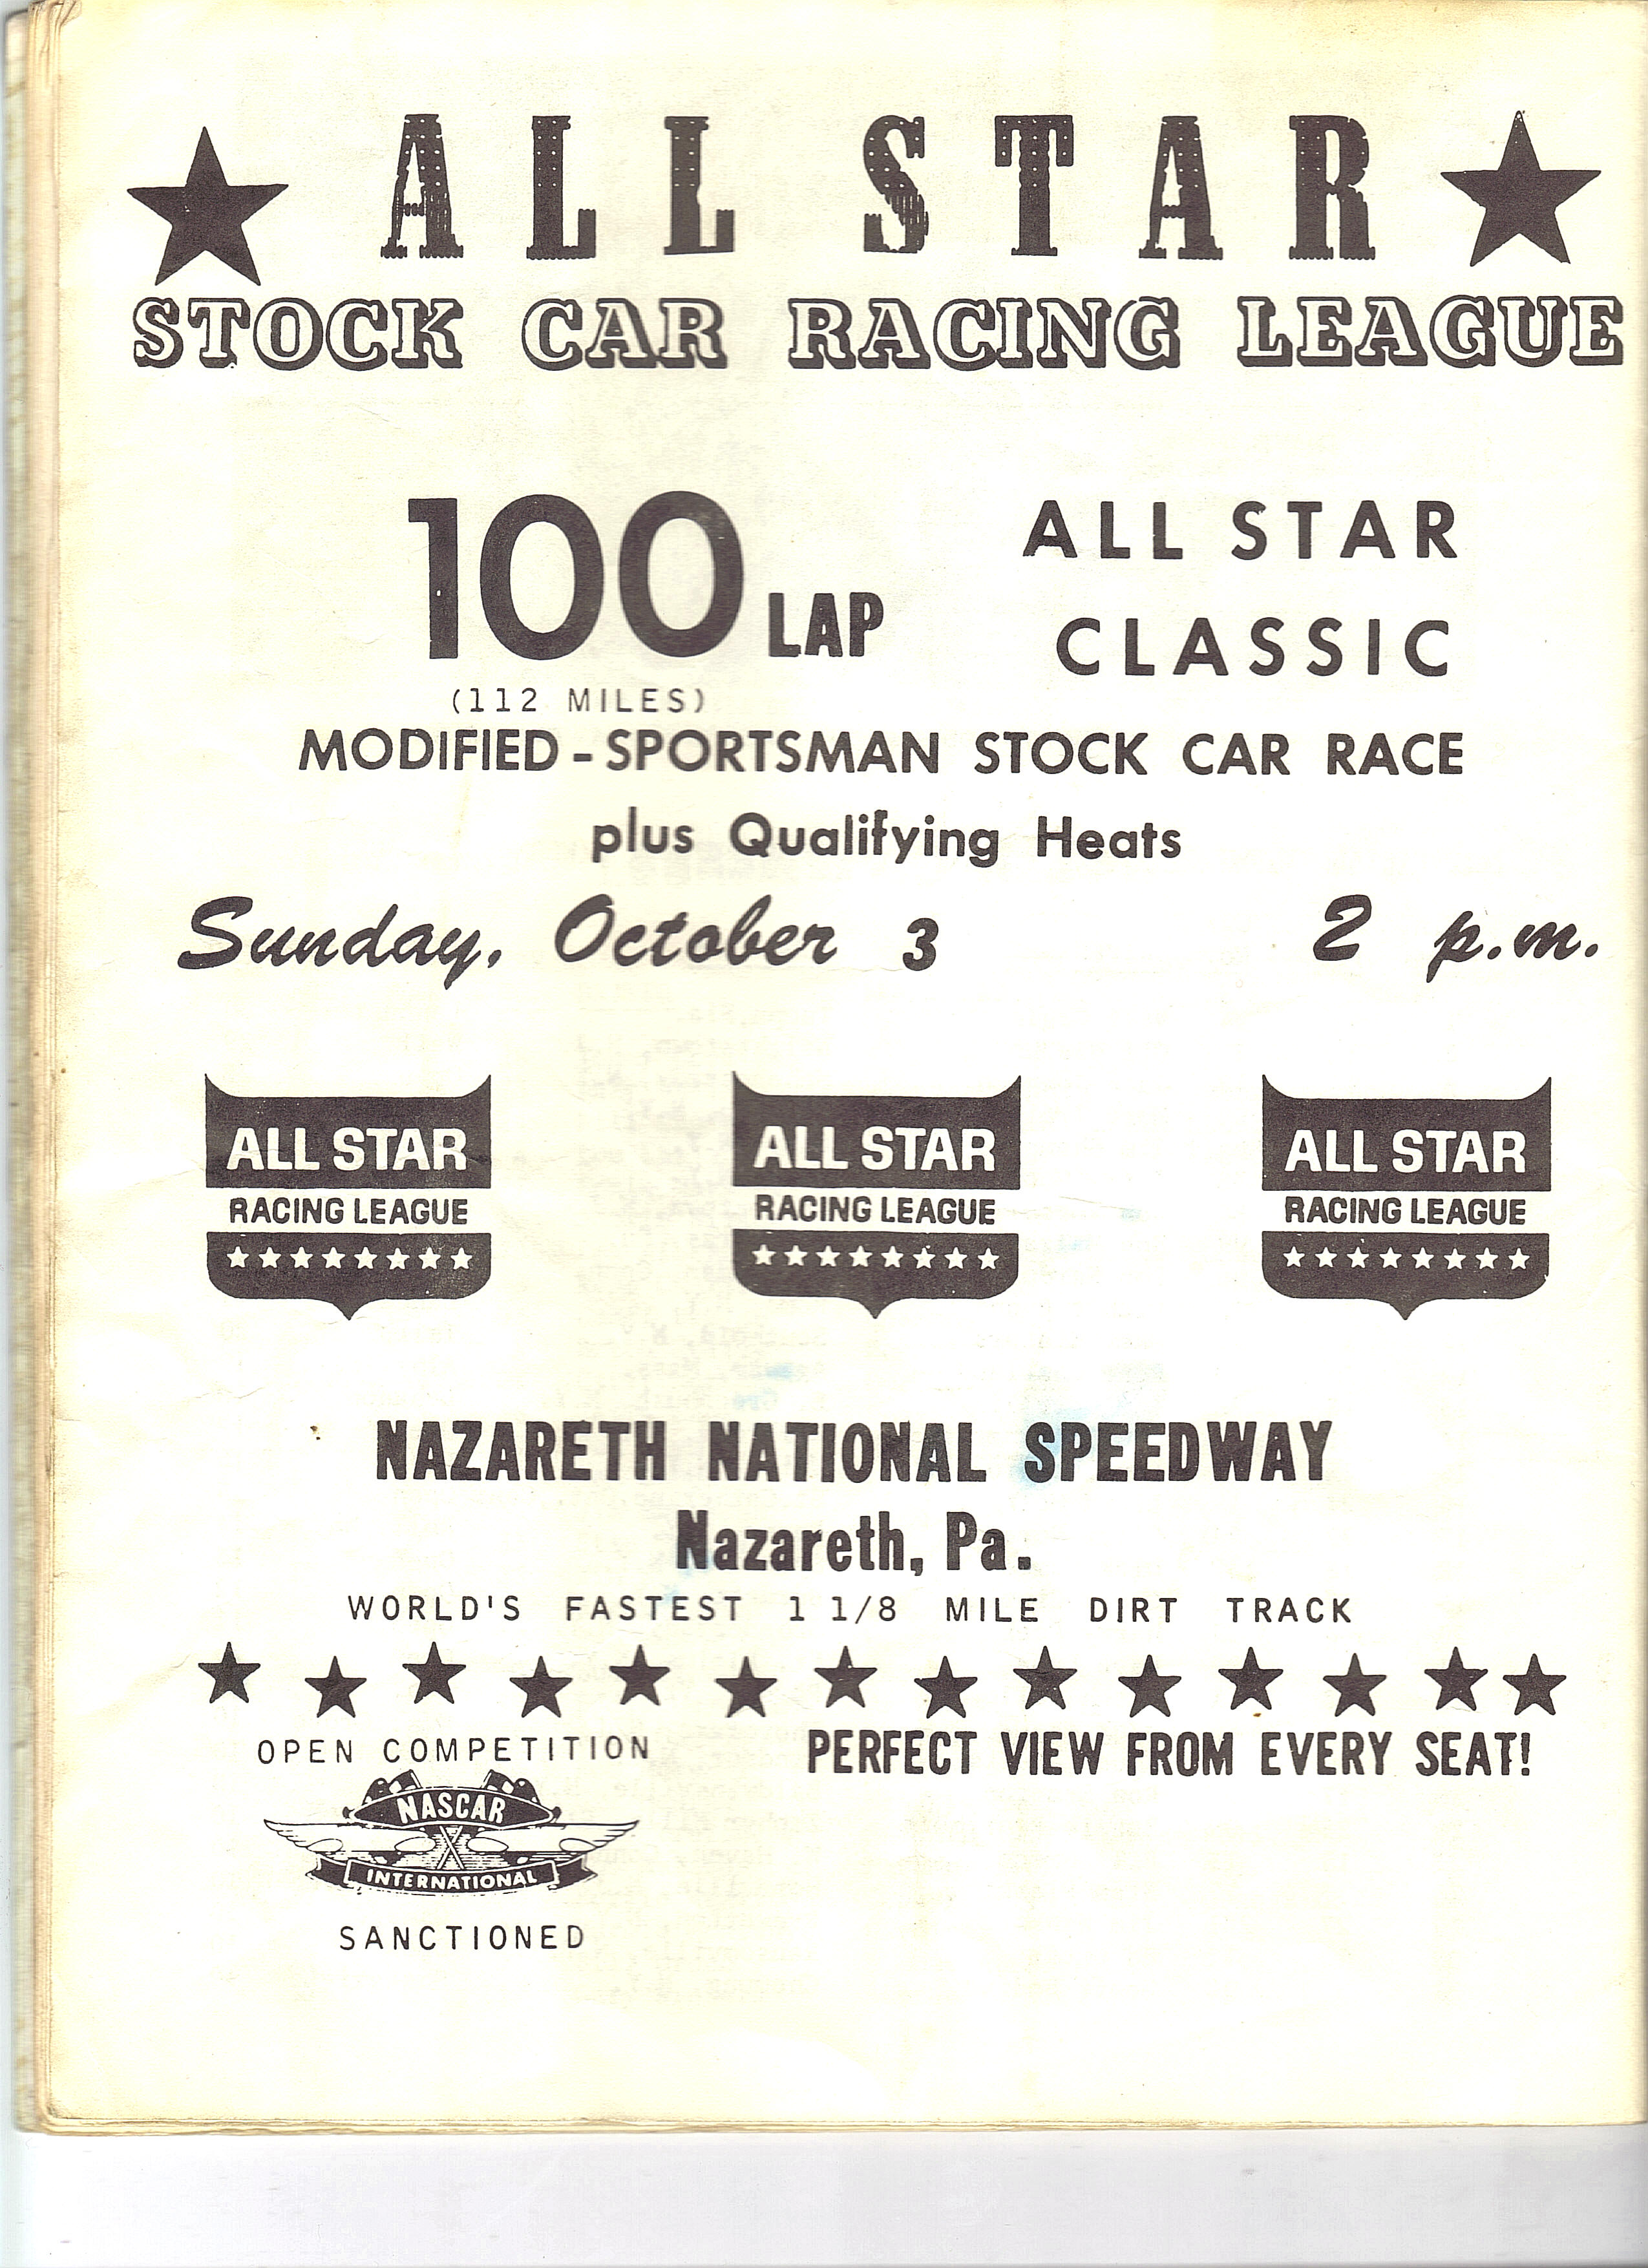 ALL STAR
STOCK CAR RACING LEAGUE
100 LAP
ALL STAR
CLASSIC
(112 MILES)
MODIFIED - SPORTSMAN STOCK CAR RACE
plus Qualifying Heats
Sunday, October 3 2 p.m.
ALL STAR
RACING LEAGUE
ALL STAR
RACING LEAGUE
ALL STAR
RACING LEAGUE
NAZARETH NATIONAL SPEEDWAY
Nazareth, Pa.
WORLD'S FASTEST 1 1/8 MILE DIRT TRACK
OPEN COMPETITION
PERFECT VIEW FROM EVERY SEAT!
NASCAR
INTERNATIONAL
SANCTIONED